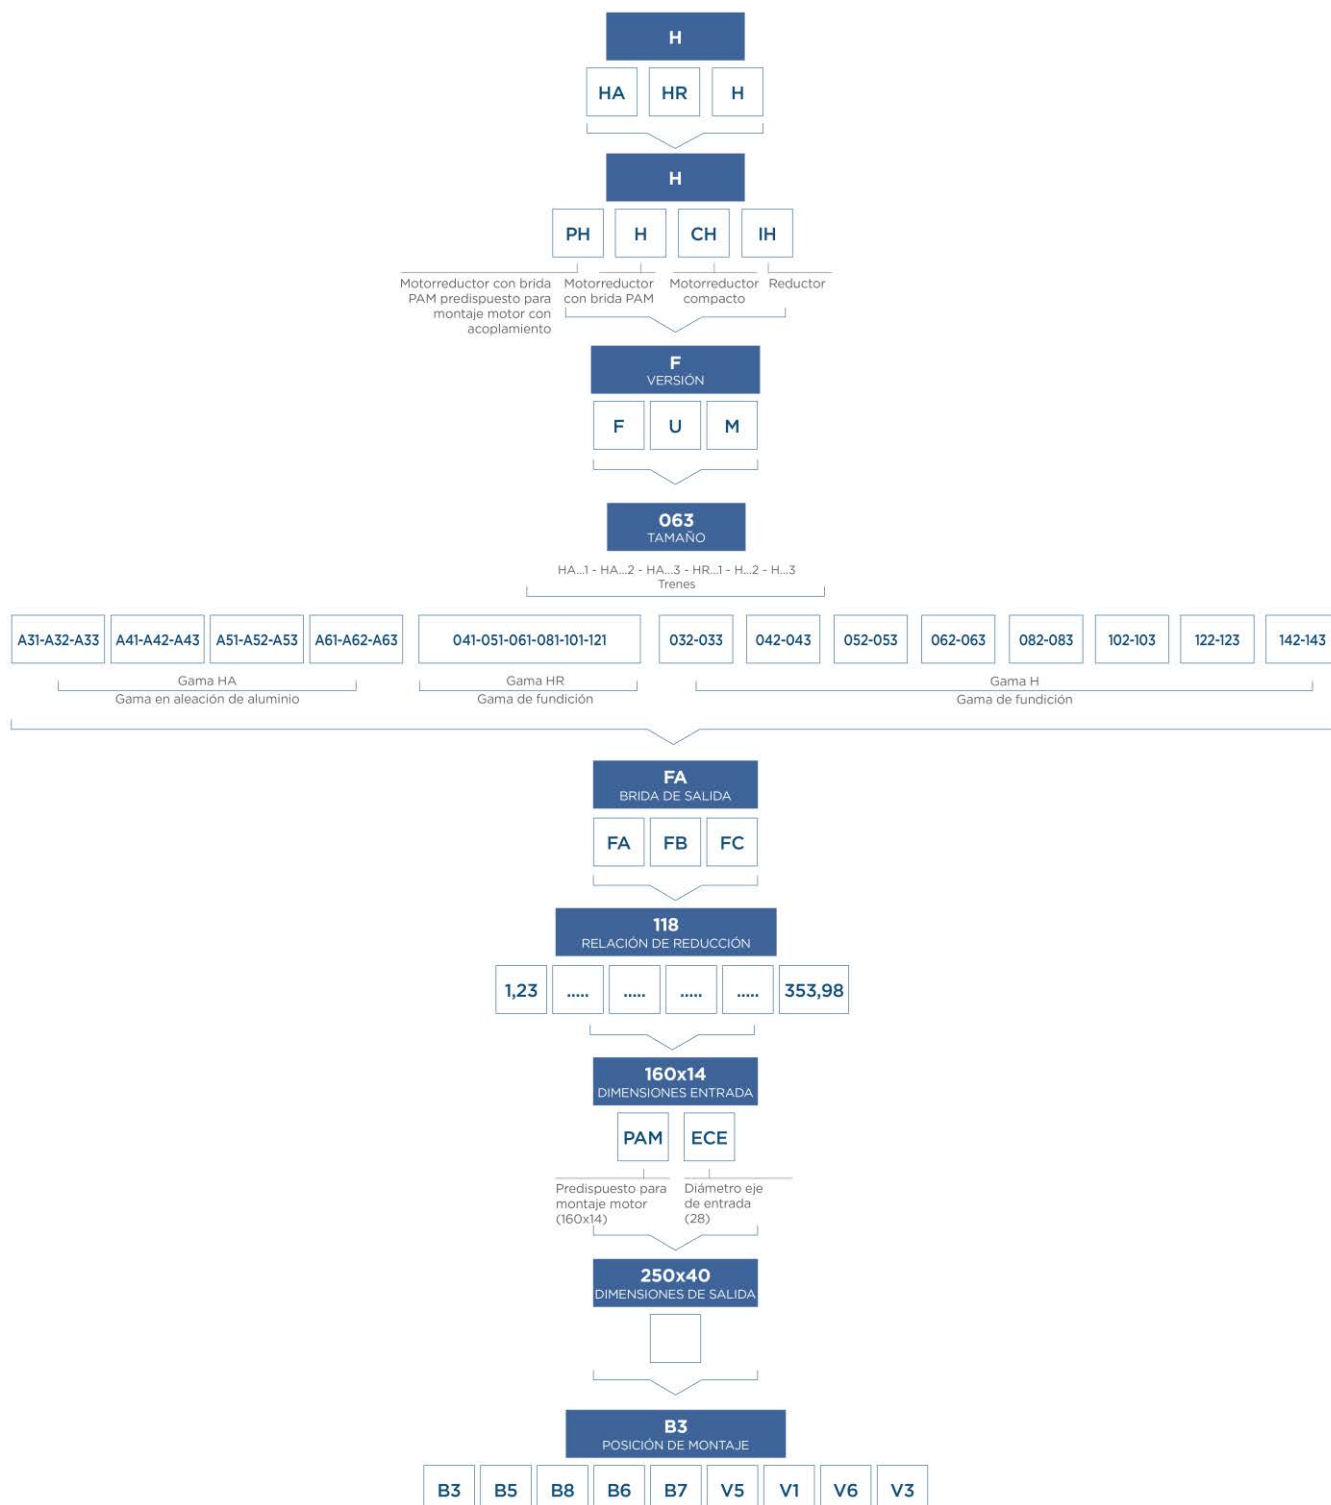 H
HA HR H
H
PH H CH IH
Motorreductor con brida
PAM predispuesto para
montaje motor con
acoplamiento
Motorreductor
con brida PAM
Motorreductor
compacto
Reductor
F
VERSIÓN
F U M
063
TAMAÑO
HA...1 - HA...2 - HA...3 - HR...1 - H...2 - H...3
Trenes
A31-A32-A33 A41-A42-A43 A51-A52-A53 A61-A62-A63 041-051-061-081-101-121 032-033 042-043 052-053 062-063 082-083 102-103 122-123 142-143
Gama HA
Gama en aleación de aluminio
Gama HR
Gama de fundición
Gama H
Gama de fundición
FA
BRIDA DE SALIDA
FA FB FC
118
RELACIÓN DE REDUCCIÓN
1,23 ..... ..... ..... ..... 353,98
160x14
DIMENSIONES ENTRADA
PAM ECE
Predispuesto para
montaje motor
(160x14)
Diámetro eje
de entrada
(28)
250x40
DIMENSIONES DE SALIDA
B3
POSICIÓN DE MONTAJE
B3 B5 B8 B6 B7 V5 V1 V6 V3